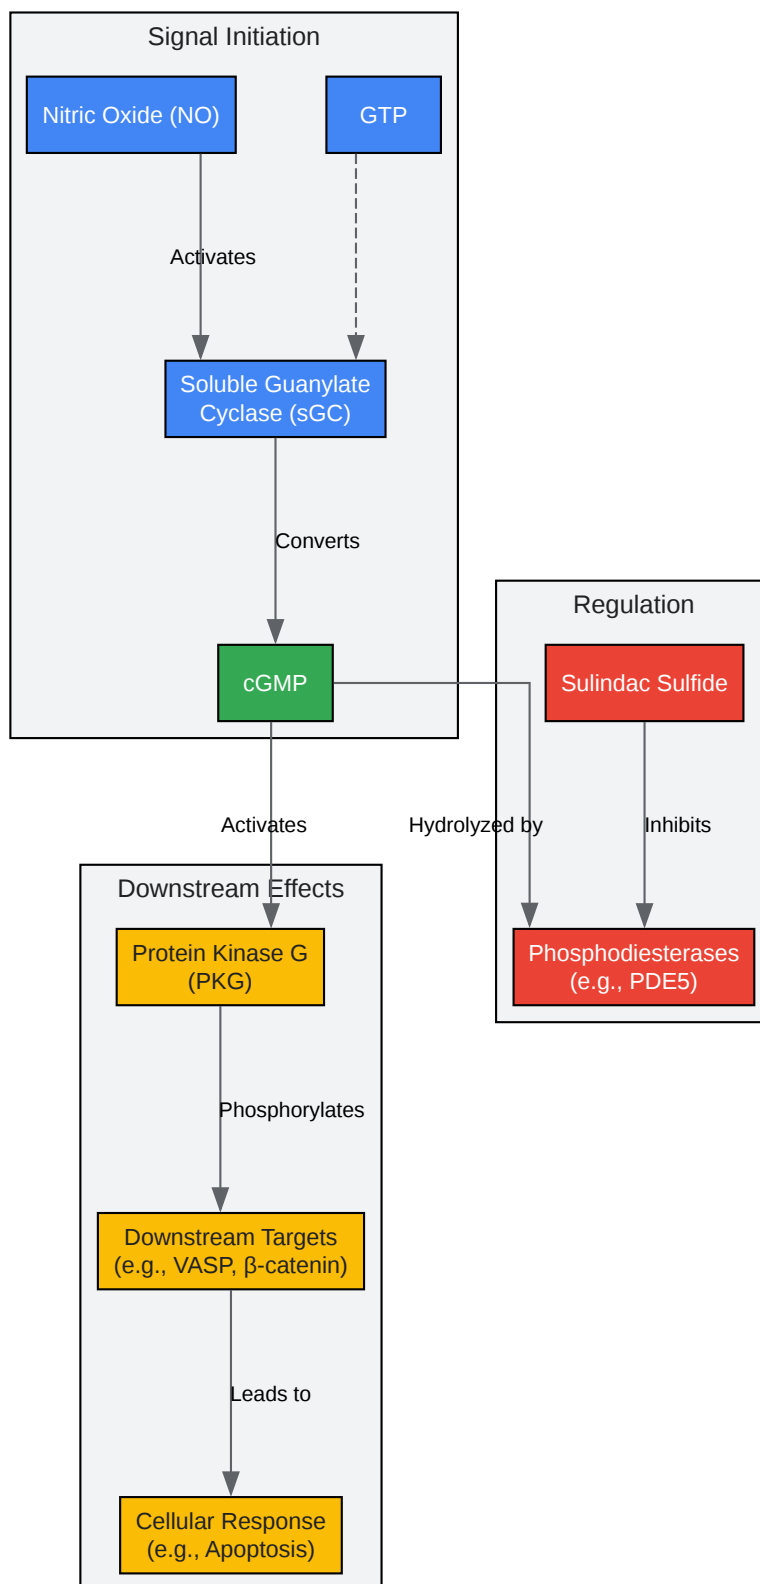 Signal Initiation
Nitric Oxide (NO)
GTP
Activates
Soluble Guanylate
Cyclase (sGC)
Converts
Regulation
cGMP
Sulindac Sulfide
Activates
Hydrolyzed by
Inhibits
Downstream Effects
Protein Kinase G
(PKG)
Phosphodiesterases
(e.g., PDE5)
Phosphorylates
Downstream Targets
(e.g., VASP, β-catenin)
Leads to
Cellular Response
(e.g., Apoptosis)